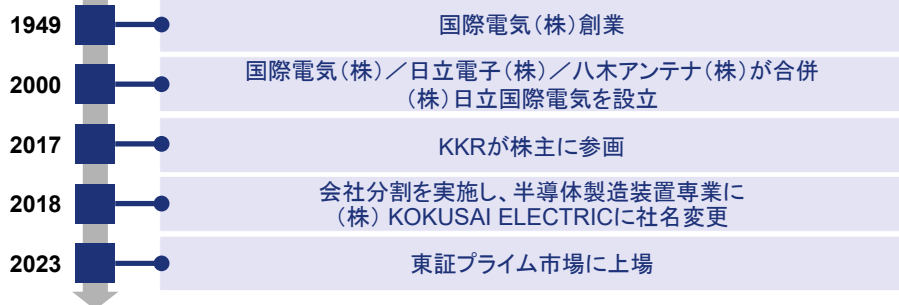 1949
国際電気(株)創業
2000
国際電気(株)/日立電子(株)/八木アンテナ(株)が合併
(株)日立国際電気を設立
2017
KKRが株主に参画
2018
会社分割を実施し、半導体製造装置専業に
(株) KOKUSAI ELECTRICに社名変更
2023
東証プライム市場に上場